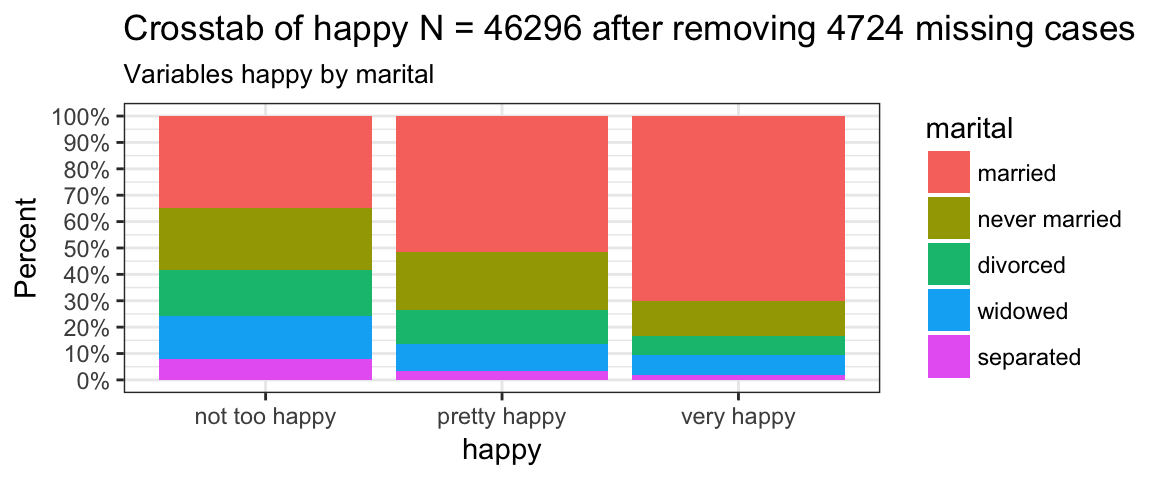 Crosstab of happy N = 46296 after removing 4724 missing cases
Variables happy by marital
100%
90%
80%
70%
60%
50%
40%
30%
20%
10%
0%
Percent
not too happy
pretty happy
very happy
happy
marital
married
never married
divorced
widowed
separated